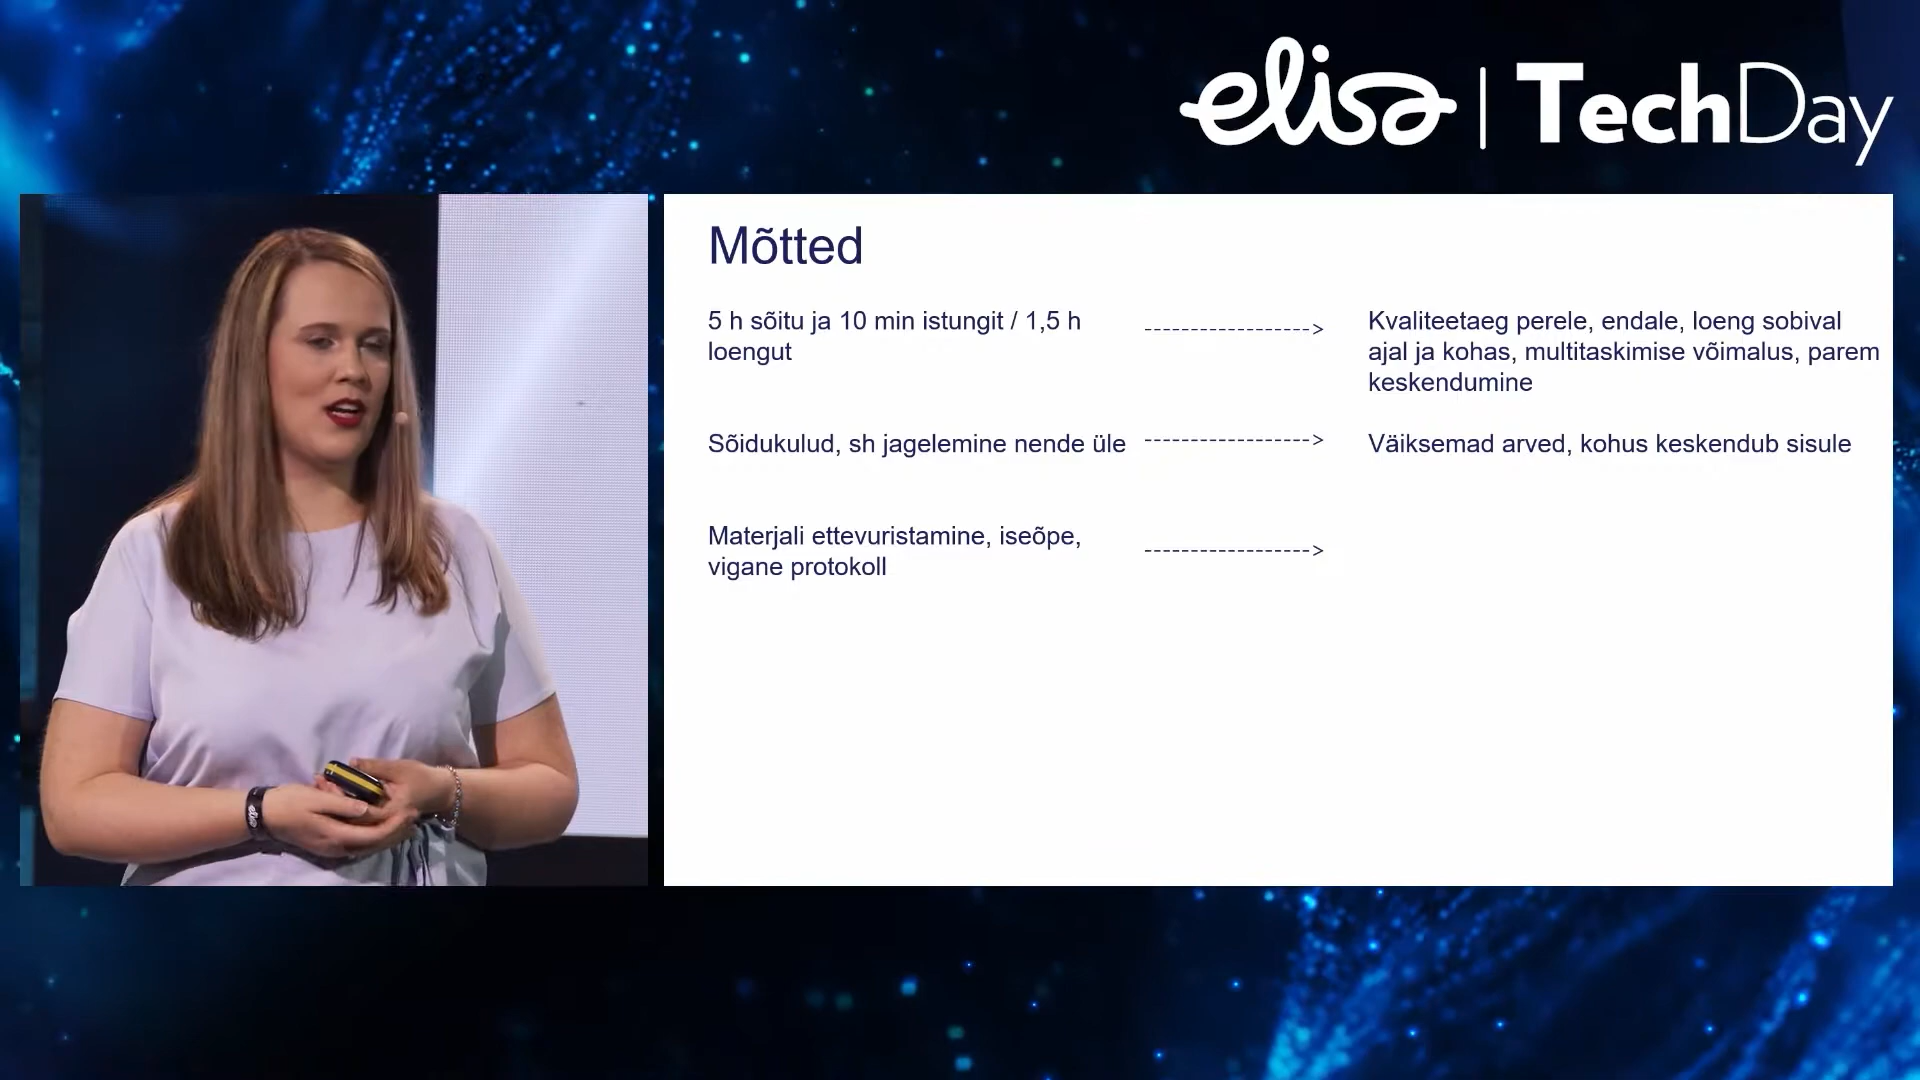 elisa | TechDay
Mõtted
5 h sõitu ja 10 min istungit / 1,5 h
loengut
Kvaliteetaeg perele, endale, loeng sobival
ajal ja kohas, multitaskimise võimalus, parem
keskendumine
Sõidukulud, sh jagelemine nende üle
Väiksemad arved, kohus keskendub sisule
Materjali ettevuristamine, iseõpe,
vigane protokoll